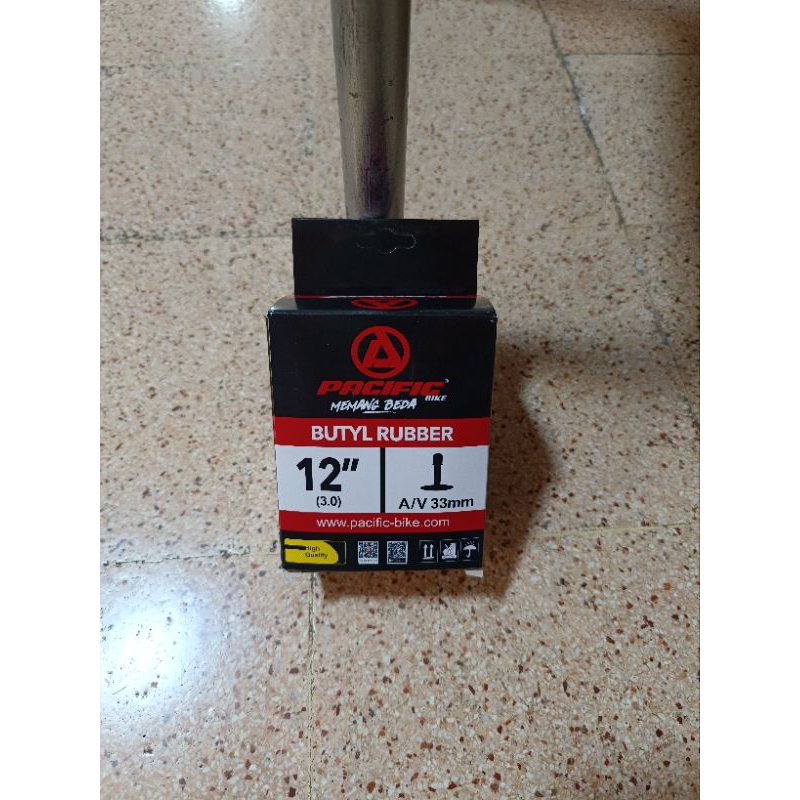 PACIFIC
BIKE
MEMANG BEDA
BUTYL RUBBER
12"
(3.0)
A/V 33mm
www.pacific-bike.com
High
Quality